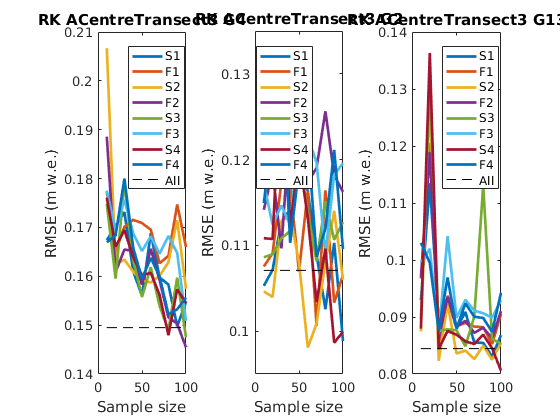 RK ACentreTransect3 G4
RK ACentreTransect3 G2
RK ACentreTransect3 G13
RMSE (m w.e.)
0.21
0.2
0.19
0.18
0.17
0.16
0.15
0.14
0
50
100
Sample size
S1
F1
S2
F2
S3
F3
S4
F4
All
RMSE (m w.e.)
0.13
0.12
0.11
0.1
0
50
100
Sample size
S1
F1
S2
F2
S3
F3
S4
F4
All
RMSE (m w.e.)
0.14
0.13
0.12
0.11
0.1
0.09
0.08
0
50
100
Sample size
S1
F1
S2
F2
S3
F3
S4
F4
All